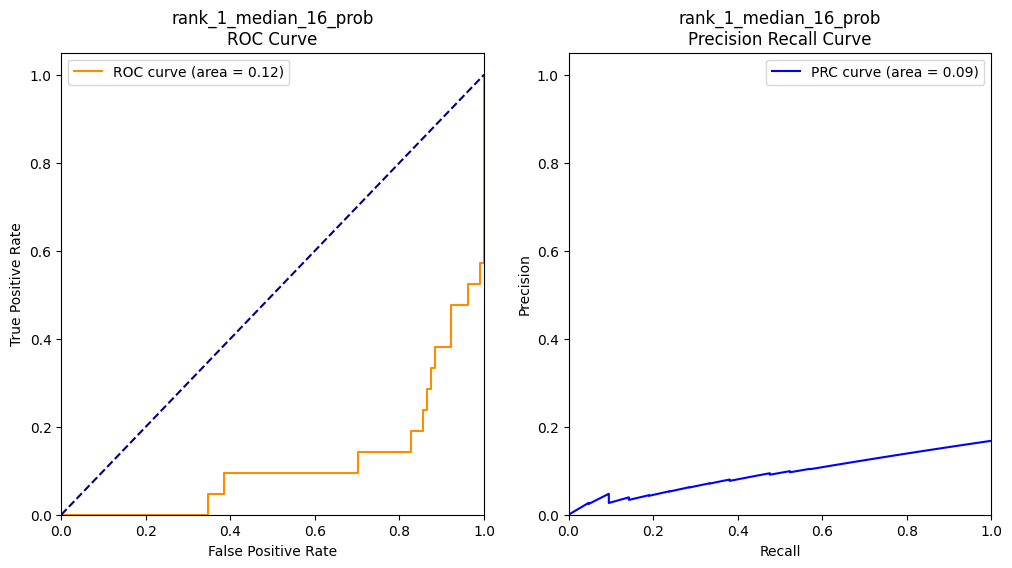 rank_1_median_16_prob
ROC Curve
ROC curve (area = 0.12)
True Positive Rate
1.0
0.8
0.6
0.4
0.2
0.0
0.0 0.2 0.4 0.6 0.8 1.0
False Positive Rate
rank_1_median_16_prob
Precision Recall Curve
PRC curve (area = 0.09)
Precision
1.0
0.8
0.6
0.4
0.2
0.0
0.0 0.2 0.4 0.6 0.8 1.0
Recall